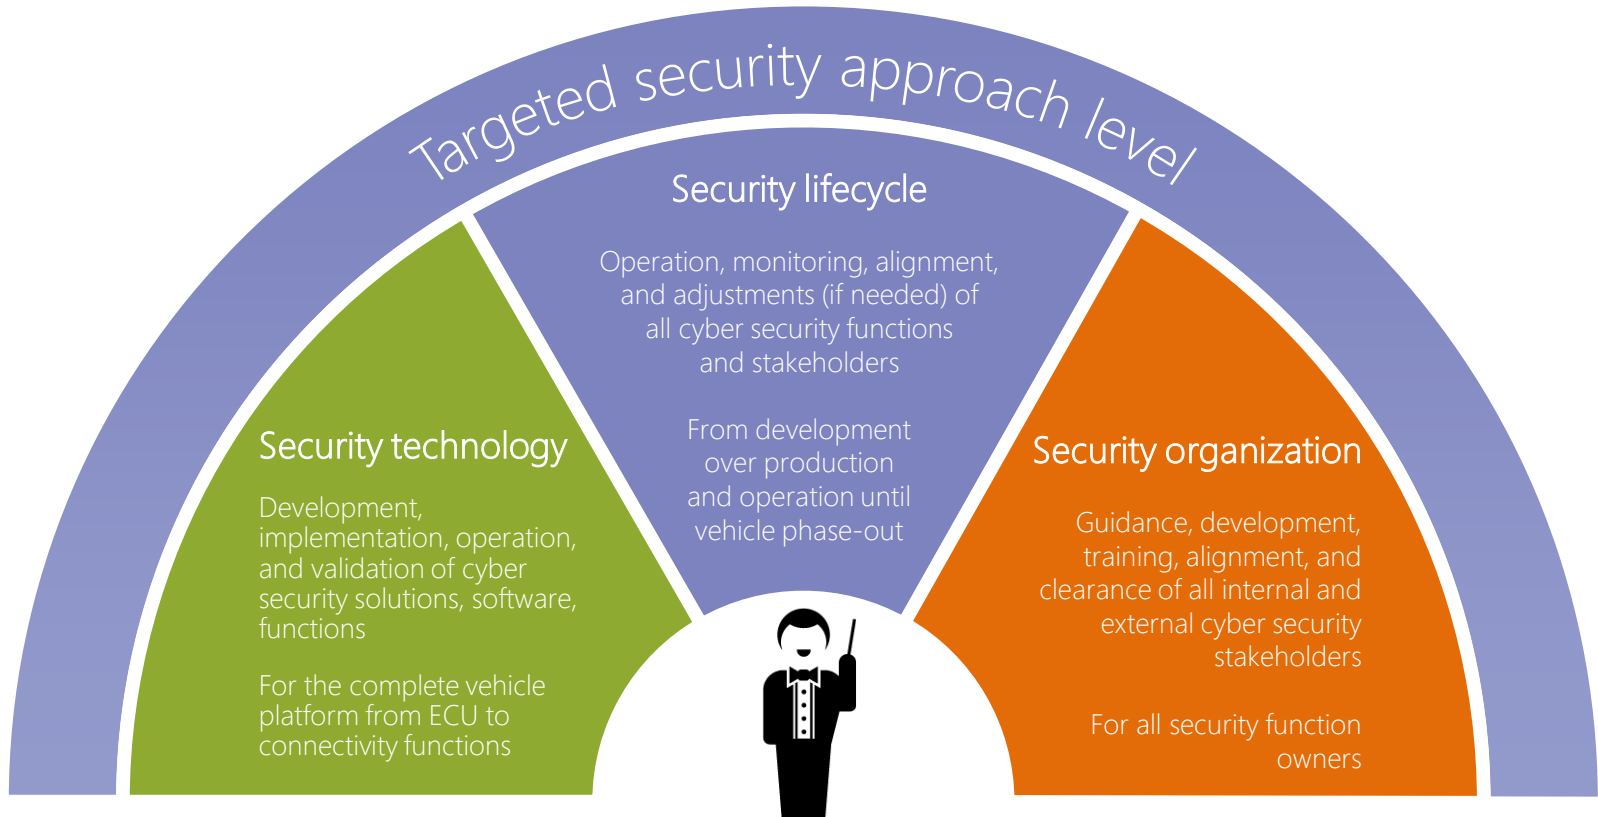 Targeted security approach level
Security lifecycle
Operation, monitoring, alignment,
and adjustments (if needed) of
all cyber security functions
and stakeholders
From development
over production
and operation until
vehicle phase-out
Security technology
Development,
implementation, operation,
and validation of cyber
security solutions, software,
functions
For the complete vehicle
platform from ECU to
connectivity functions
Security organization
Guidance, development,
training, alignment, and
clearance of all internal and
external cyber security
stakeholders
For all security function
owners